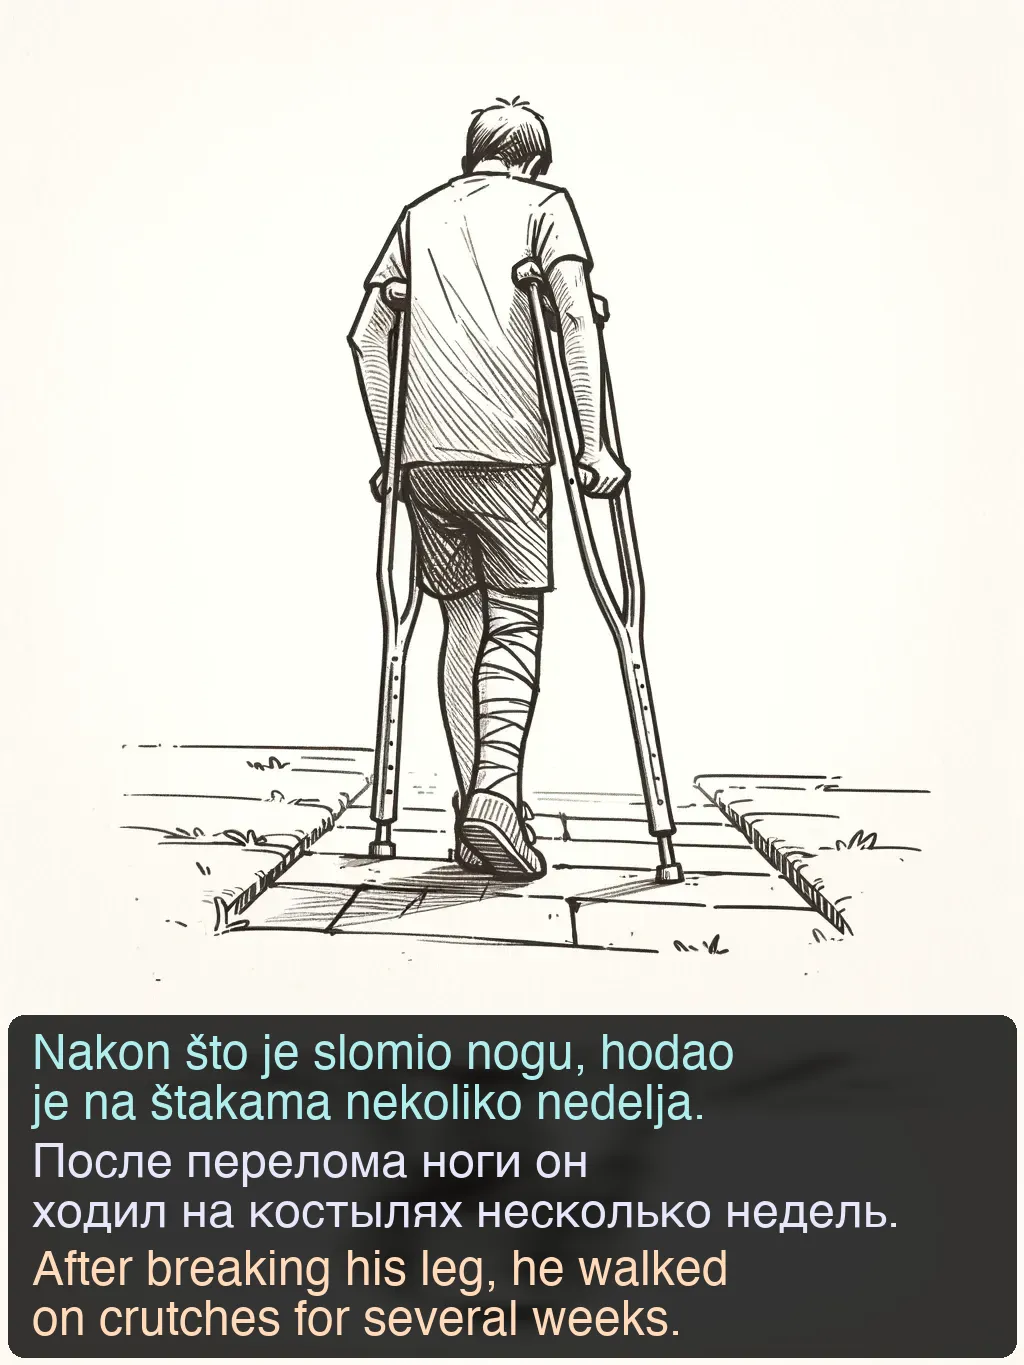 Nakon što je slomio nogu, hodao
je na štakama nekoliko nedelja.
После перелома ноги он
ходил на костылях несколько недель.
After breaking his leg, he walked
on crutches for several weeks.